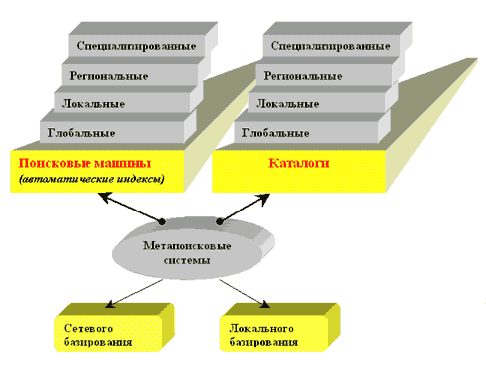 Специализированные
Региональные
Локальные
Глобальные
Поисковые машины
(автоматические индексы)
Специализированные
Региональные
Локальные
Глобальные
Каталоги
Метапоисковые
системы
Сетевого
базирования
Локального
базирования